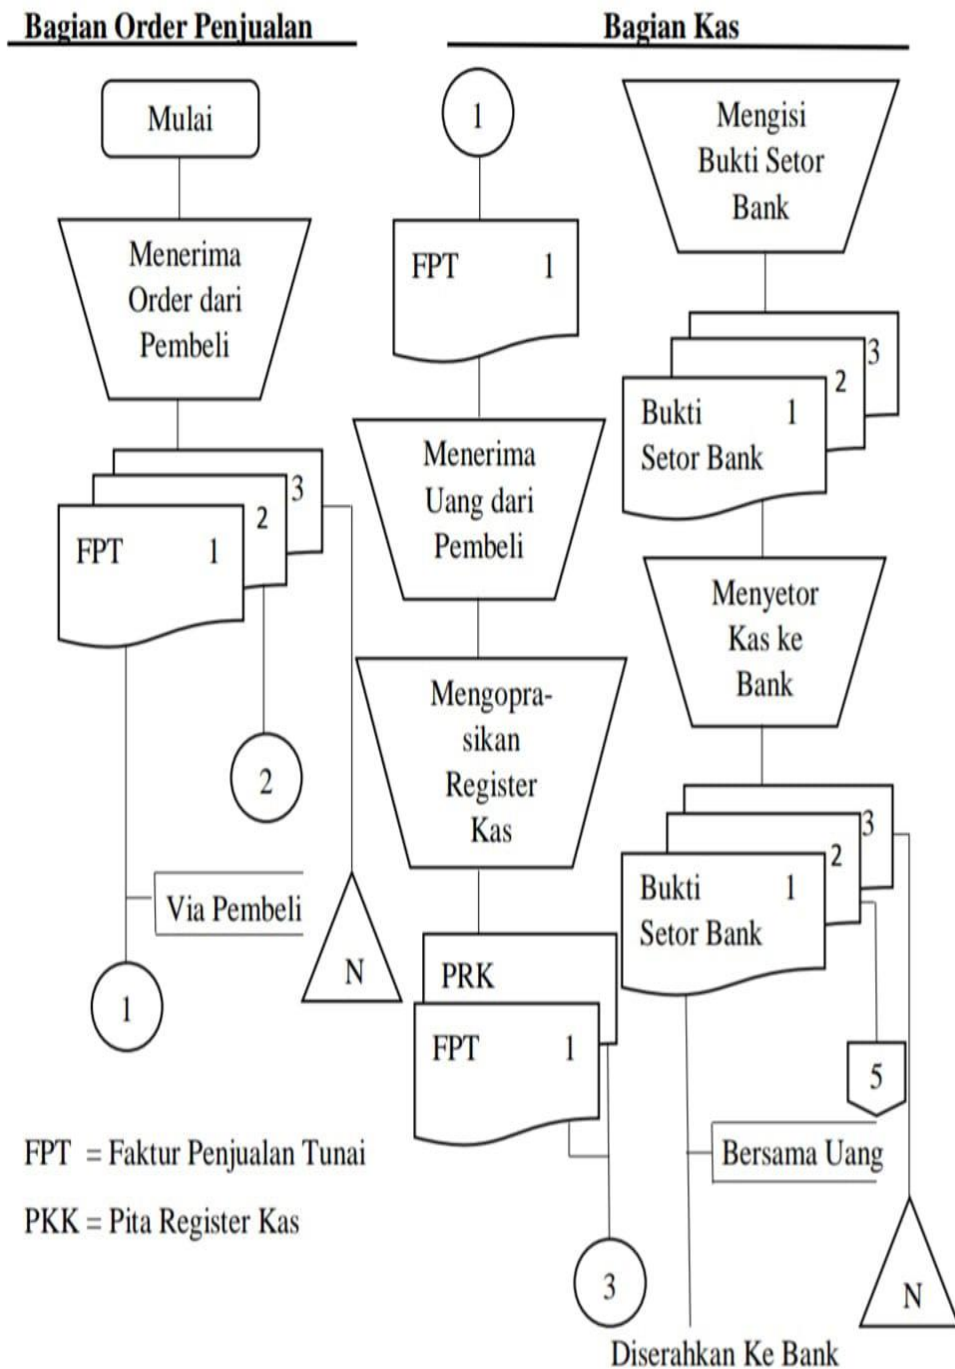 Bagian Order Penjualan
Mulai
Menerima
Order dari
Pembeli
FPT 1
2
3
2
Via Pembeli
1
N
FPT = Faktur Penjualan Tunai
PKK = Pita Register Kas
Bagian Kas
1
FPT 1
Menerima
Uang dari
Pembeli
Mengopra-
sikan
Register
Kas
PRK
FPT 1
3
Mengisi
Bukti Setor
Bank
Bukti 1
Setor Bank
2
3
Menyetor
Kas ke
Bank
Bukti 1
Setor Bank
2
3
5
Bersama Uang
N
Diserahkan Ke Bank